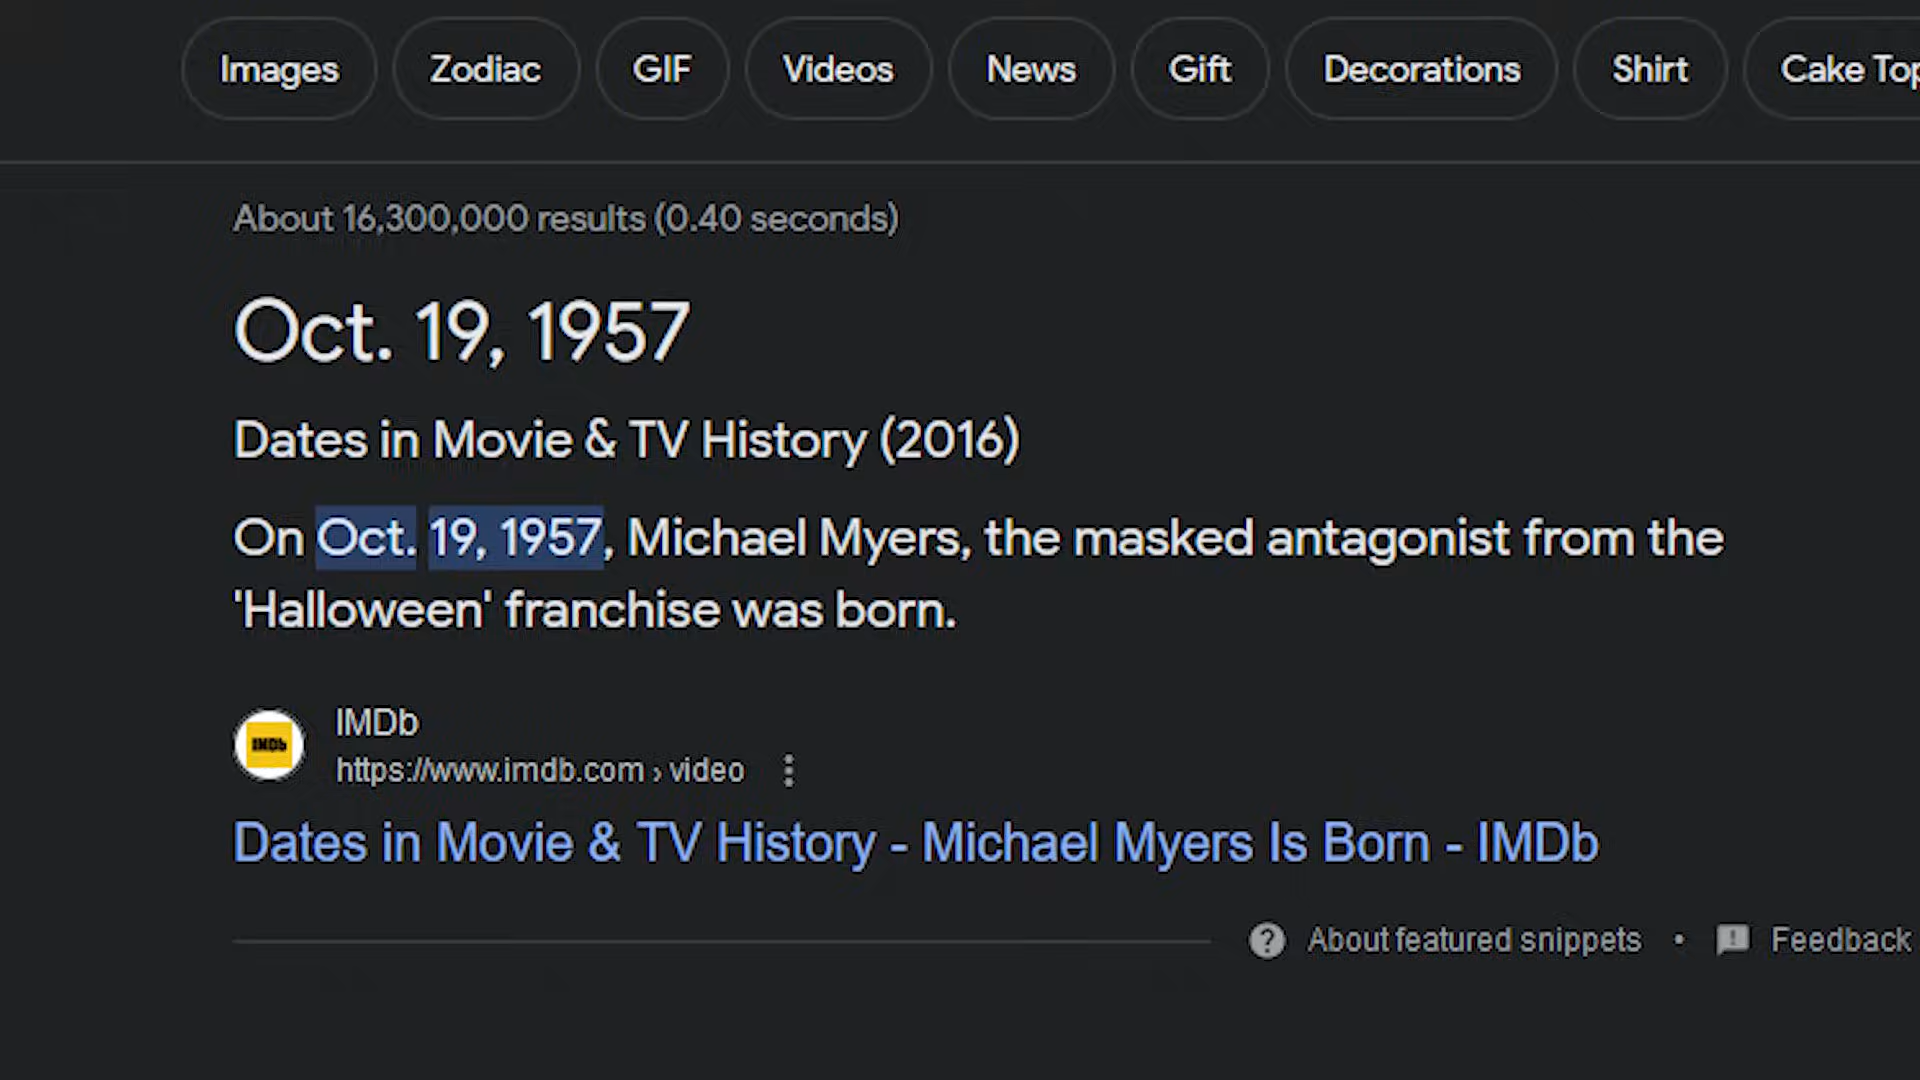 Images Zodiac GIF Videos News Gift Decorations Shirt Cake Top
About 16,300,000 results (0.40 seconds)
Oct. 19, 1957
Dates in Movie & TV History (2016)
On Oct. 19, 1957, Michael Myers, the masked antagonist from the
'Halloween' franchise was born.
IMDb
IMDb
https://www.imdb.com › video
Dates in Movie & TV History - Michael Myers Is Born - IMDb
About featured snippets • Feedback